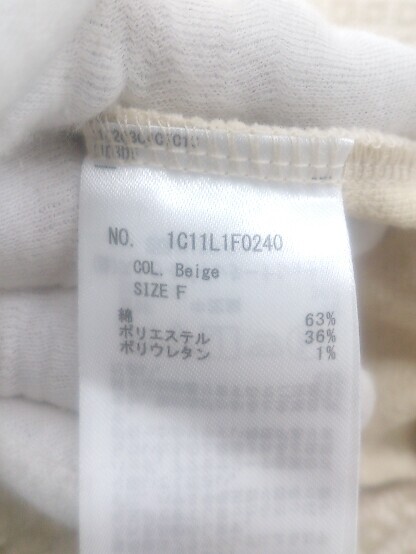 NO. 1C11L1F0240
COL. Beige
SIZE F
綿 63%
ポリエステル 36%
ポリウレタン 1%